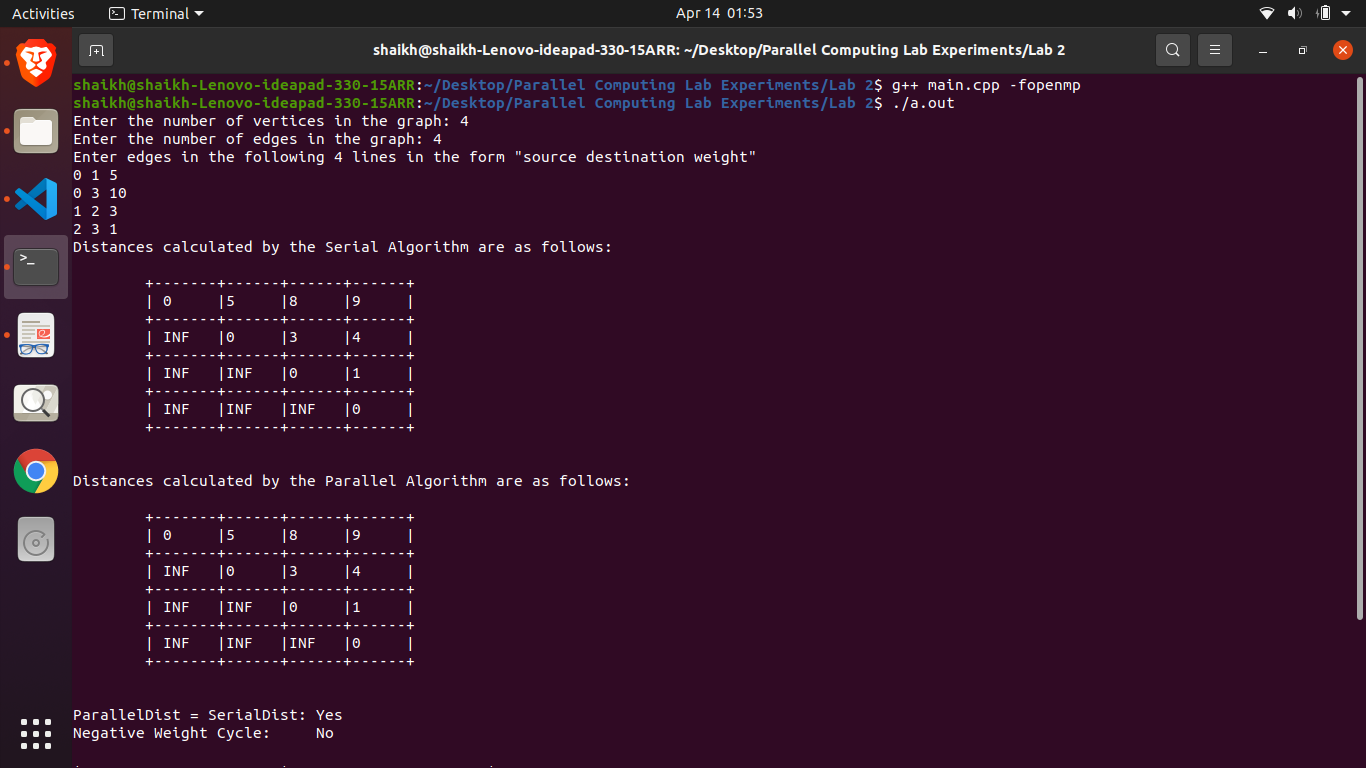 Activities Terminal Apr 14 01:53
shaikh@shaikh-Lenovo-ideapad-330-15ARR: ~/Desktop/Parallel Computing Lab Experiments/Lab 2
shaikh@shaikh-Lenovo-ideapad-330-15ARR:~/Desktop/Parallel Computing Lab Experiments/Lab 2$ g++ main.cpp -fopenmp
shaikh@shaikh-Lenovo-ideapad-330-15ARR:~/Desktop/Parallel Computing Lab Experiments/Lab 2$ ./a.out
Enter the number of vertices in the graph: 4
Enter the number of edges in the graph: 4
Enter edges in the following 4 lines in the form "source destination weight"
0 1 5
0 3 10
1 2 3
2 3 1
Distances calculated by the Serial Algorithm are as follows:
+-------+------+------+------+
| 0     |5     |8     |9     |
+-------+------+------+------+
| INF   |0     |3     |4     |
+-------+------+------+------+
| INF   |INF   |0     |1     |
+-------+------+------+------+
| INF   |INF   |INF   |0     |
+-------+------+------+------+
Distances calculated by the Parallel Algorithm are as follows:
+-------+------+------+------+
| 0     |5     |8     |9     |
+-------+------+------+------+
| INF   |0     |3     |4     |
+-------+------+------+------+
| INF   |INF   |0     |1     |
+-------+------+------+------+
| INF   |INF   |INF   |0     |
+-------+------+------+------+
ParallelDist = SerialDist: Yes
Negative Weight Cycle:     No